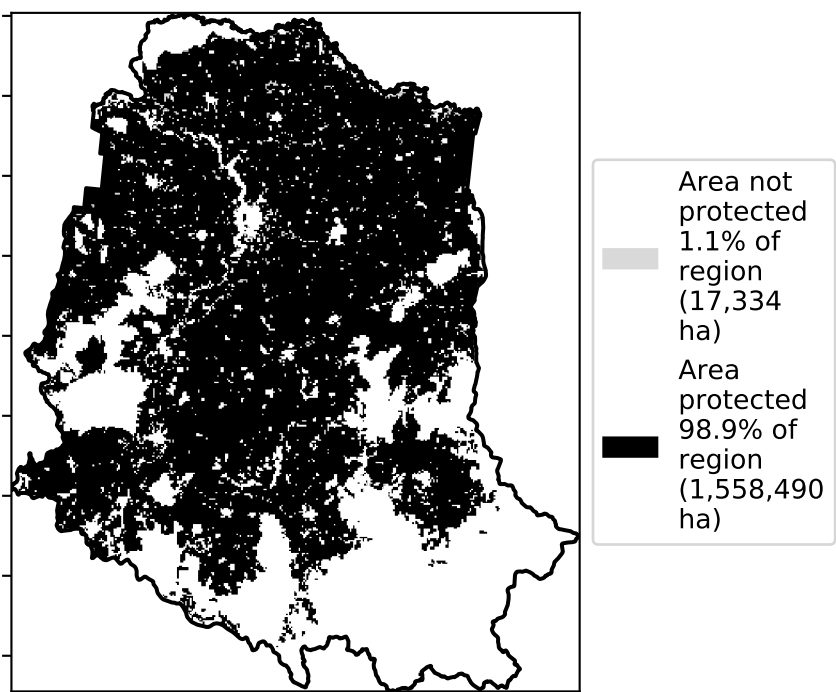 Area not
protected
1.1% of
region
(17,334
ha)
Area
protected
98.9% of
region
(1,558,490
ha)